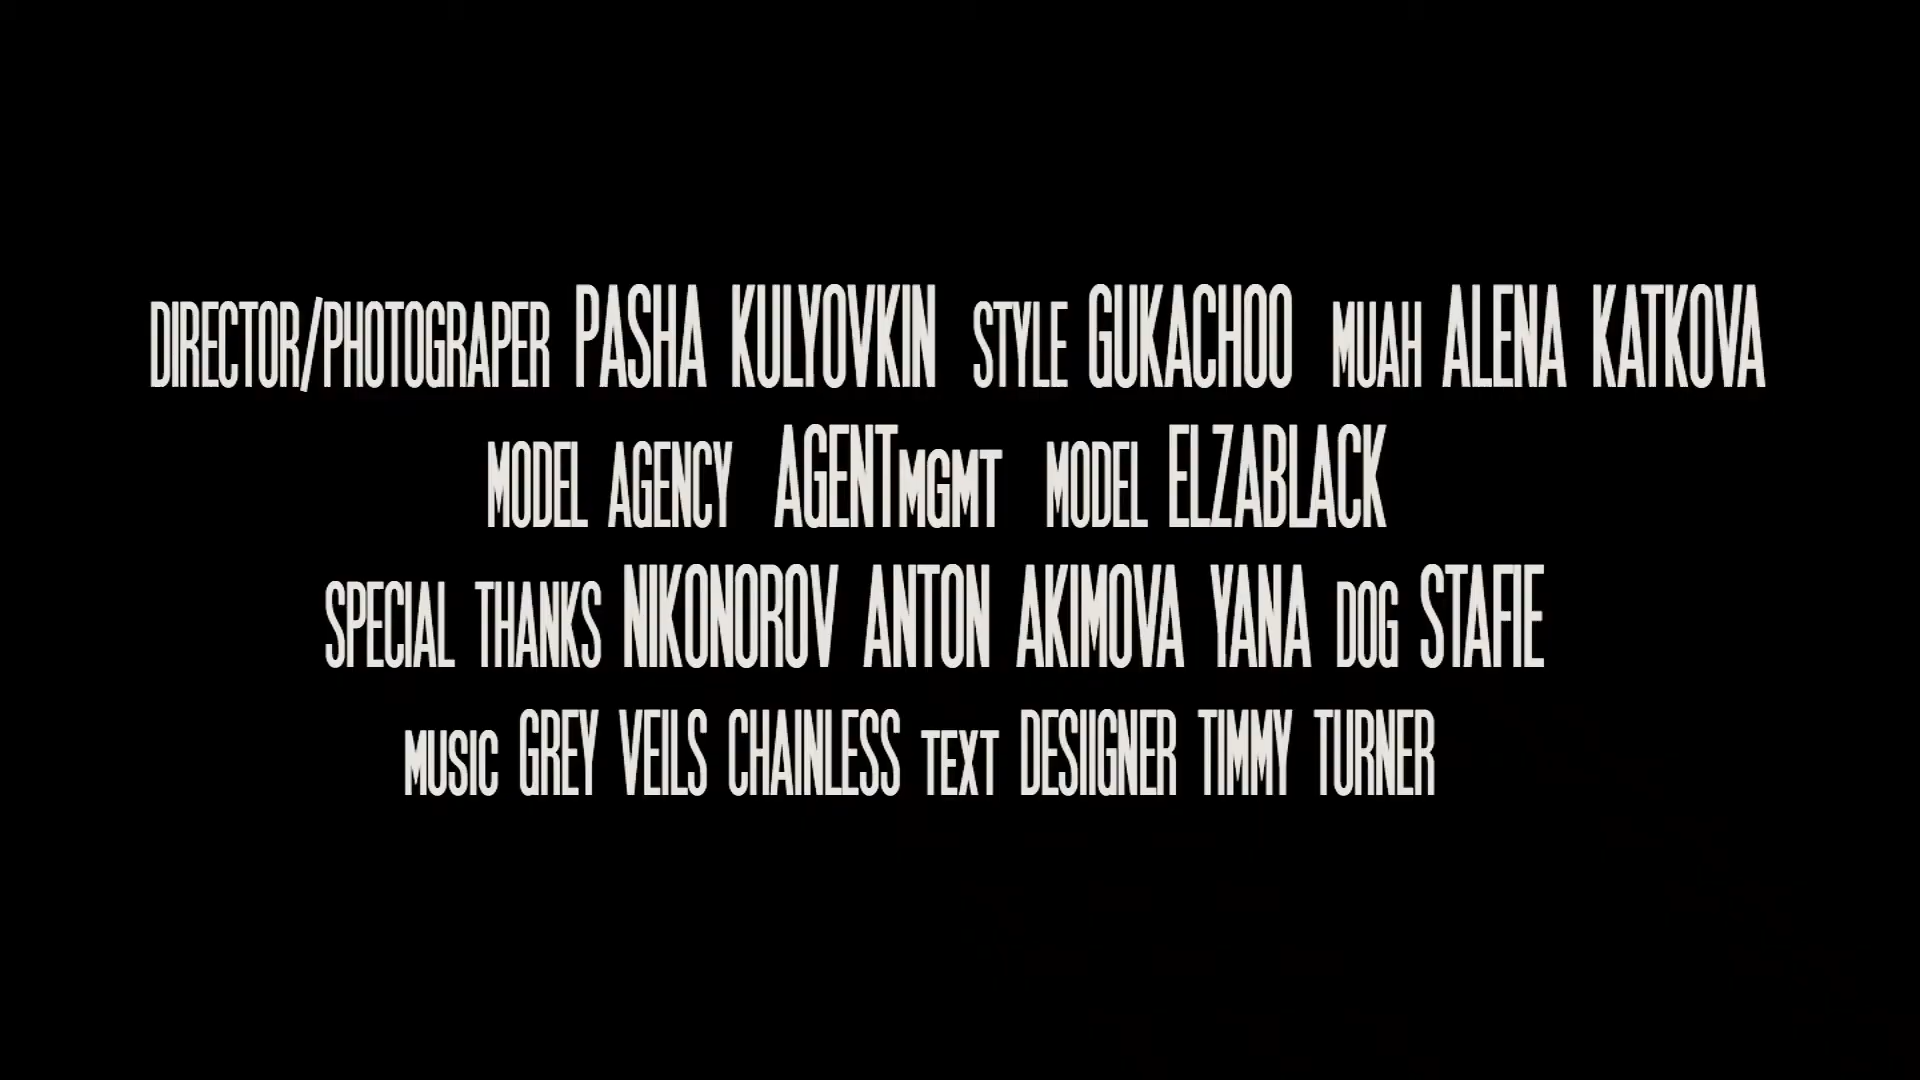 DIRECTOR/PHOTOGRAPER PASHA KULYOVKIN STYLE GUKACHOO MUAH ALENA KATKOVA
MODEL AGENCY AGENTMGMT MODEL ELZABLACK
SPECIAL THANKS NIKONOROV ANTON AKIMOVA YANA DOG STAFIE
MUSIC GREY VEILS CHAINLESS TEXT DESIIGNER TIMMY TURNER